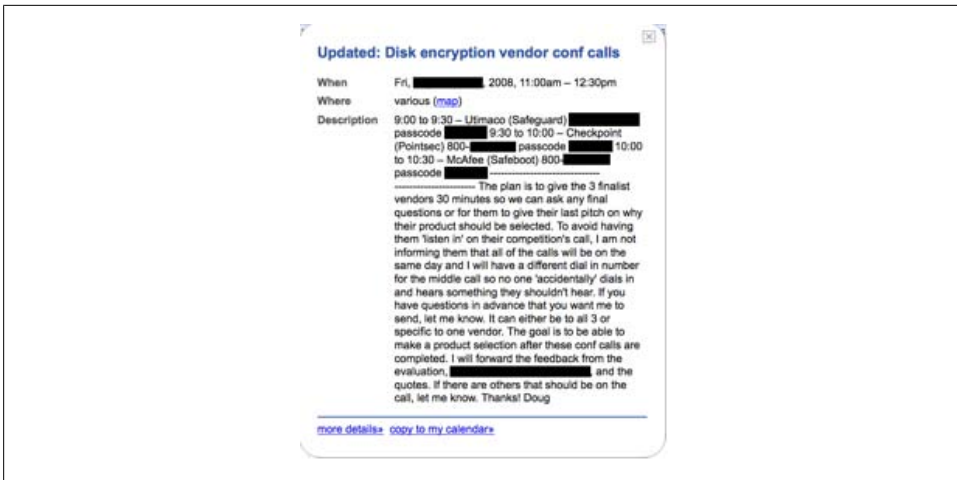 Updated: Disk encryption vendor conf calls
When Fri, , 2008, 11:00am – 12:30pm
Where various (map)
Description 9:00 to 9:30 – Utimaco (Safeguard)
passcode 9:30 to 10:00 – Checkpoint
(Pointsec) 800- passcode 10:00
to 10:30 – McAfee (Safeboot) 800-
passcode ------------------------------
---------------------- The plan is to give the 3 finalist
vendors 30 minutes so we can ask any final
questions or for them to give their last pitch on why
their product should be selected. To avoid having
them 'listen in' on their competition's call, I am not
informing them that all of the calls will be on the
same day and I will have a different dial in number
for the middle call so no one 'accidentally' dials in
and hears something they shouldn't hear. If you
have questions in advance that you want me to
send, let me know. It can either be to all 3 or
specific to one vendor. The goal is to be able to
make a product selection after these conf calls are
completed. I will forward the feedback from the
evaluation, , and the
quotes. If there are others that should be on the
call, let me know. Thanks! Doug
more details» copy to my calendar»